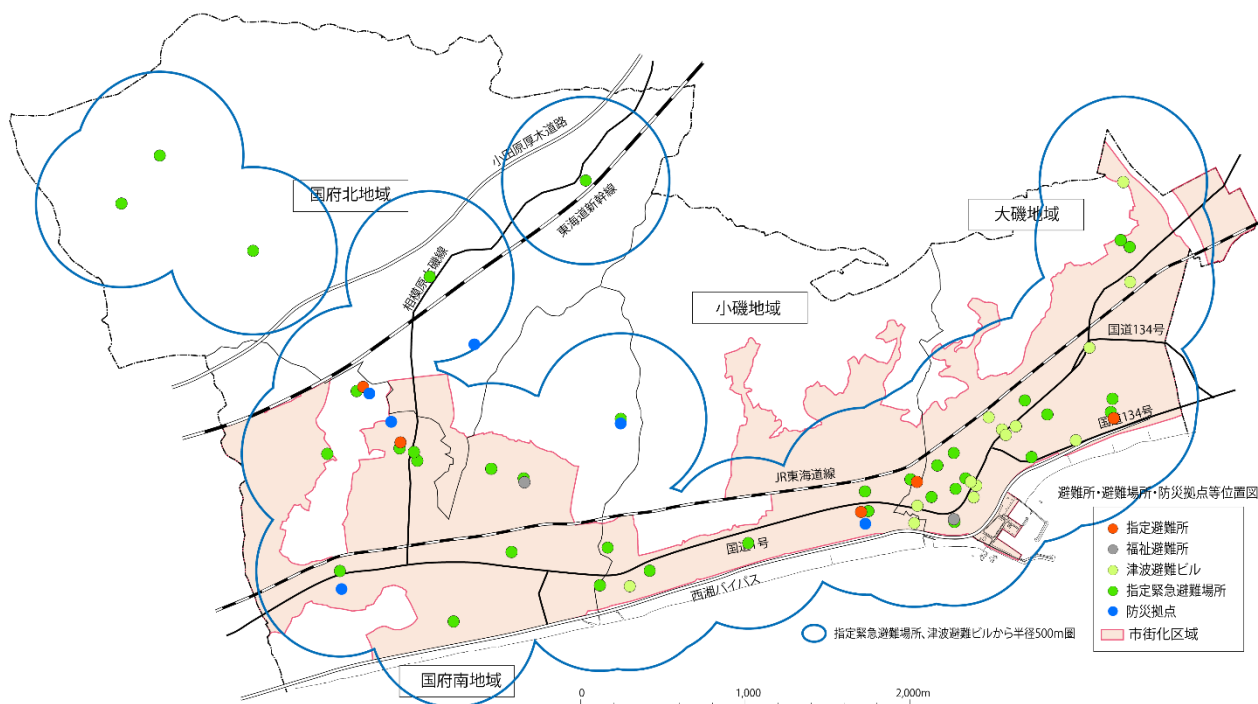 小田原厚木道路
国府北地域
東海道新幹線
大磯地域
相模原大磯線
小磯地域
国道134号
国道134号
JR東海道線
避難所・避難場所・防災拠点等位置図
指定避難所
福祉避難所
津波避難ビル
指定緊急避難場所
防災拠点
市街化区域
国道1号
西湘バイパス
指定緊急避難場所、津波避難ビルから半径500m圏
国府南地域
0 1,000 2,000m